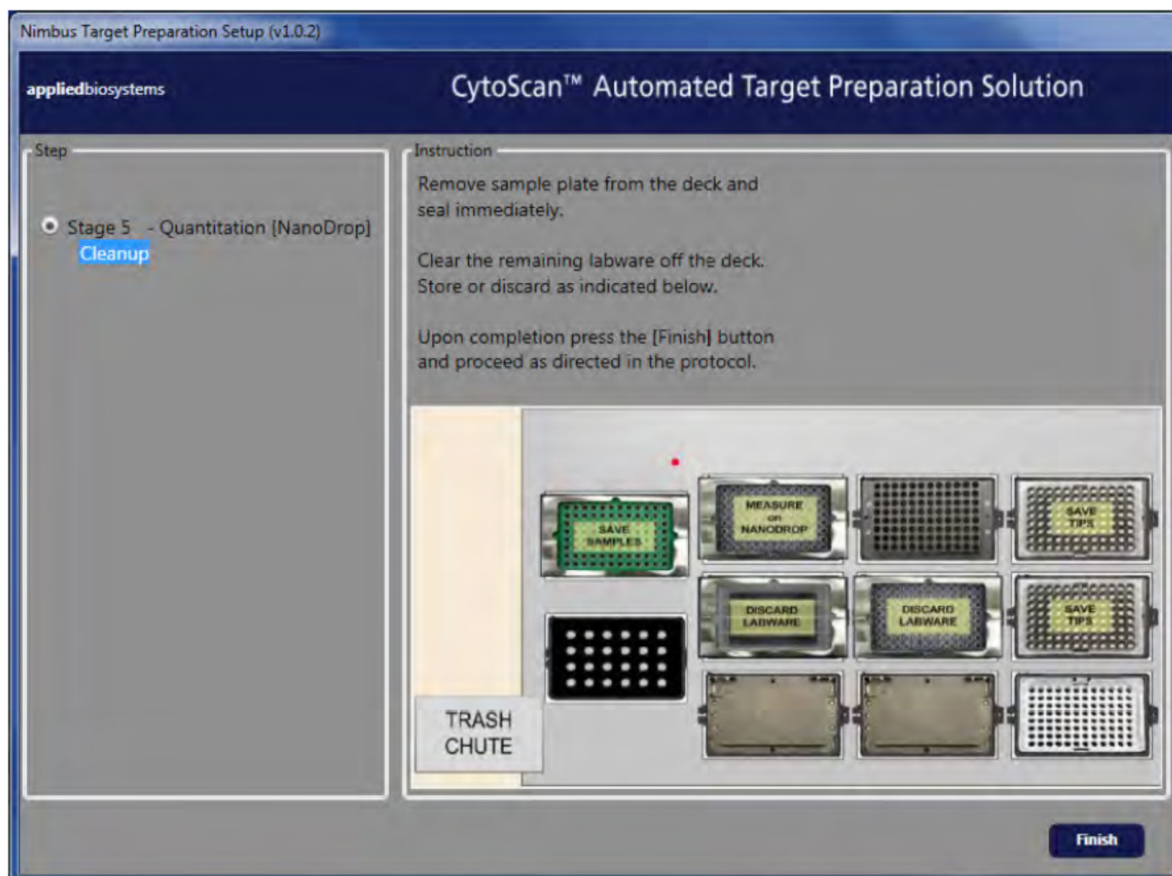 Nimbus Target Preparation Setup (v1.0.2)
appliedbiosystems
CytoScan™ Automated Target Preparation Solution
Step
Stage 5 - Quantitation [NanoDrop]
Cleanup
Instruction
Remove sample plate from the deck and
seal immediately.
Clear the remaining labware off the deck.
Store or discard as indicated below.
Upon completion press the [Finish] button
and proceed as directed in the protocol.
SAVE
SAMPLES
MEASURE
on
NANODROP
SAVE
TIPS
DISCARD
LABWARE
DISCARD
LABWARE
SAVE
TIPS
TRASH
CHUTE
Finish